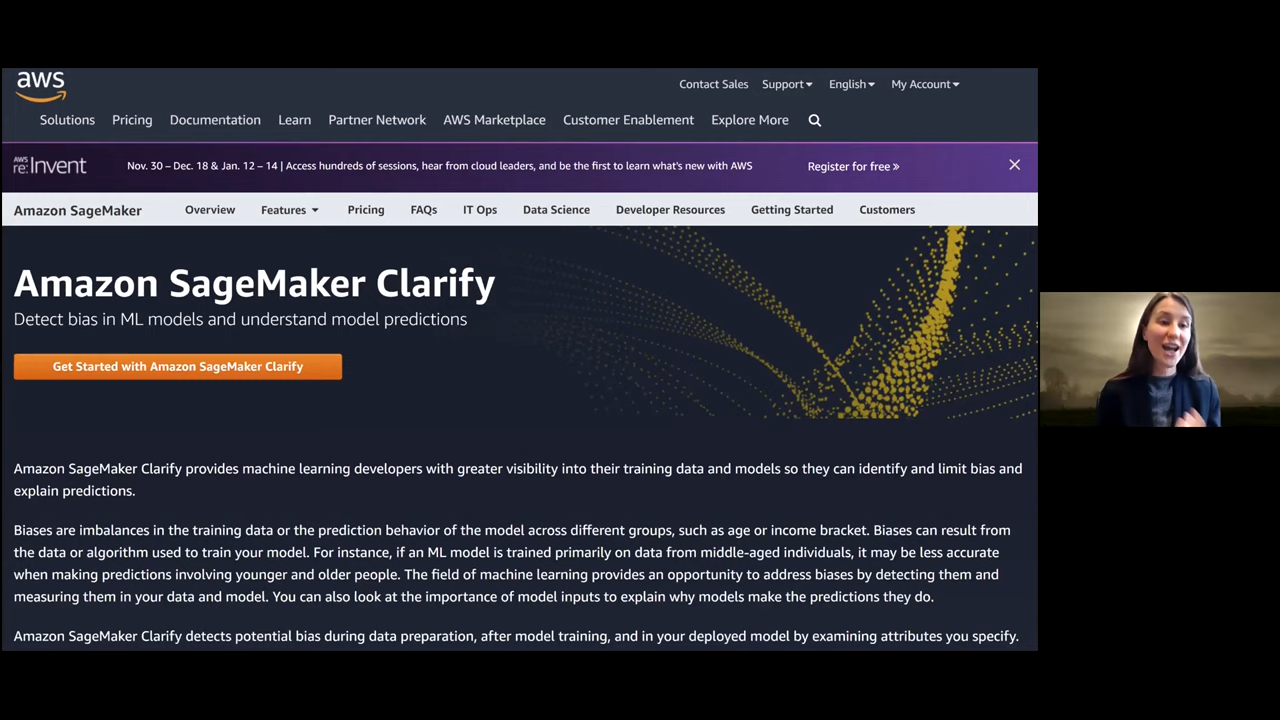 aws
Contact Sales Support English My Account
Solutions Pricing Documentation Learn Partner Network AWS Marketplace Customer Enablement Explore More
AWS re:Invent Nov. 30 – Dec. 18 & Jan. 12 – 14 | Access hundreds of sessions, hear from cloud leaders, and be the first to learn what's new with AWS Register for free »
Amazon SageMaker Overview Features Pricing FAQs IT Ops Data Science Developer Resources Getting Started Customers
Amazon SageMaker Clarify
Detect bias in ML models and understand model predictions
Get Started with Amazon SageMaker Clarify
Amazon SageMaker Clarify provides machine learning developers with greater visibility into their training data and models so they can identify and limit bias and
explain predictions.
Biases are imbalances in the training data or the prediction behavior of the model across different groups, such as age or income bracket. Biases can result from
the data or algorithm used to train your model. For instance, if an ML model is trained primarily on data from middle-aged individuals, it may be less accurate
when making predictions involving younger and older people. The field of machine learning provides an opportunity to address biases by detecting them and
measuring them in your data and model. You can also look at the importance of model inputs to explain why models make the predictions they do.
Amazon SageMaker Clarify detects potential bias during data preparation, after model training, and in your deployed model by examining attributes you specify.